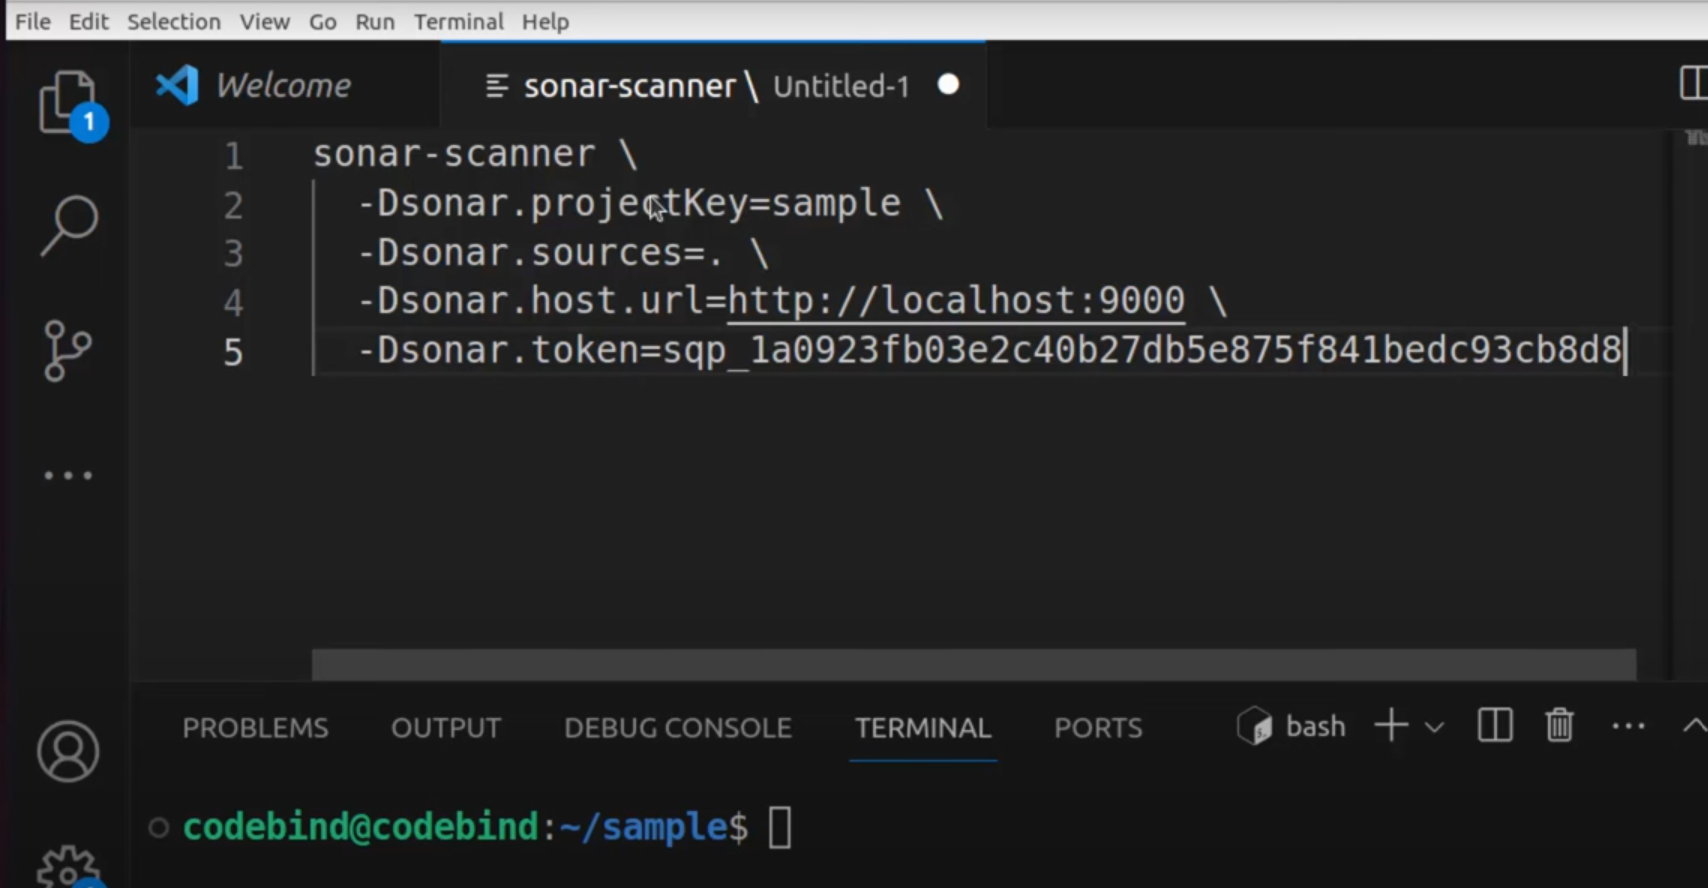 File Edit Selection View Go Run Terminal Help
Welcome
sonar-scanner \ Untitled-1
1
1 sonar-scanner \
2 -Dsonar.projectKey=sample \
3 -Dsonar.sources=. \
4 -Dsonar.host.url=http://localhost:9000 \
5 -Dsonar.token=sqp_1a0923fb03e2c40b27db5e875f841bedc93cb8d8
PROBLEMS OUTPUT DEBUG CONSOLE TERMINAL PORTS bash
codebind@codebind:~/sample$